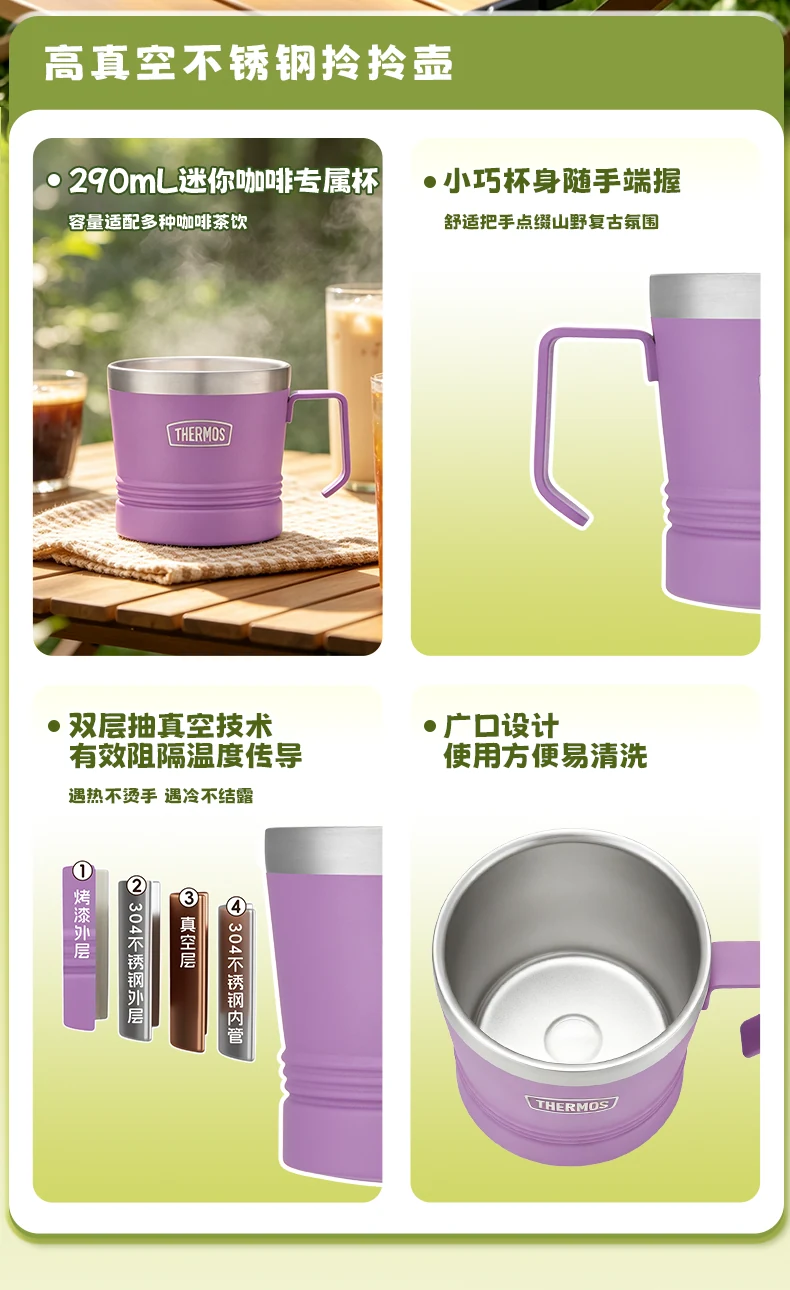 高真空不锈钢拎拎壶
290mL迷你咖啡专属杯
容量适配多种咖啡茶饮
THERMOS
小巧杯身随手端握
舒适把手点缀山野复古氛围
双层抽真空技术
有效阻隔温度传导
遇热不烫手 遇冷不结露
1 烤漆外层
2 304不锈钢外层
3 真空层
4 304不锈钢内管
广口设计
使用方便易清洗
THERMOS